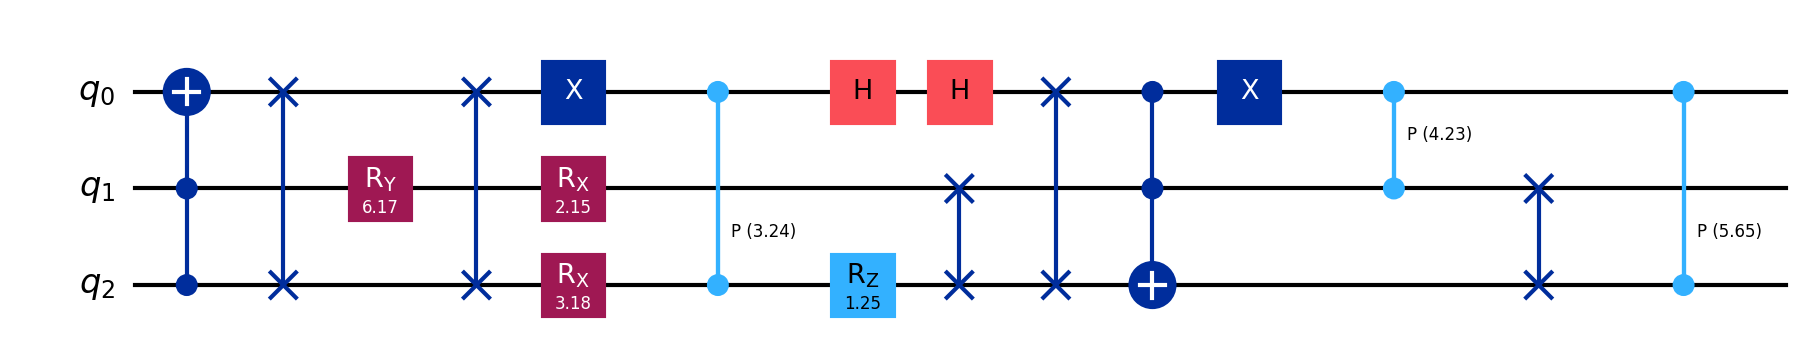 q0 X H H X
P (4.23)
q1 RY 6.17 RX 2.15
P (3.24) P (5.65)
q2 RX 3.18 RZ 1.25